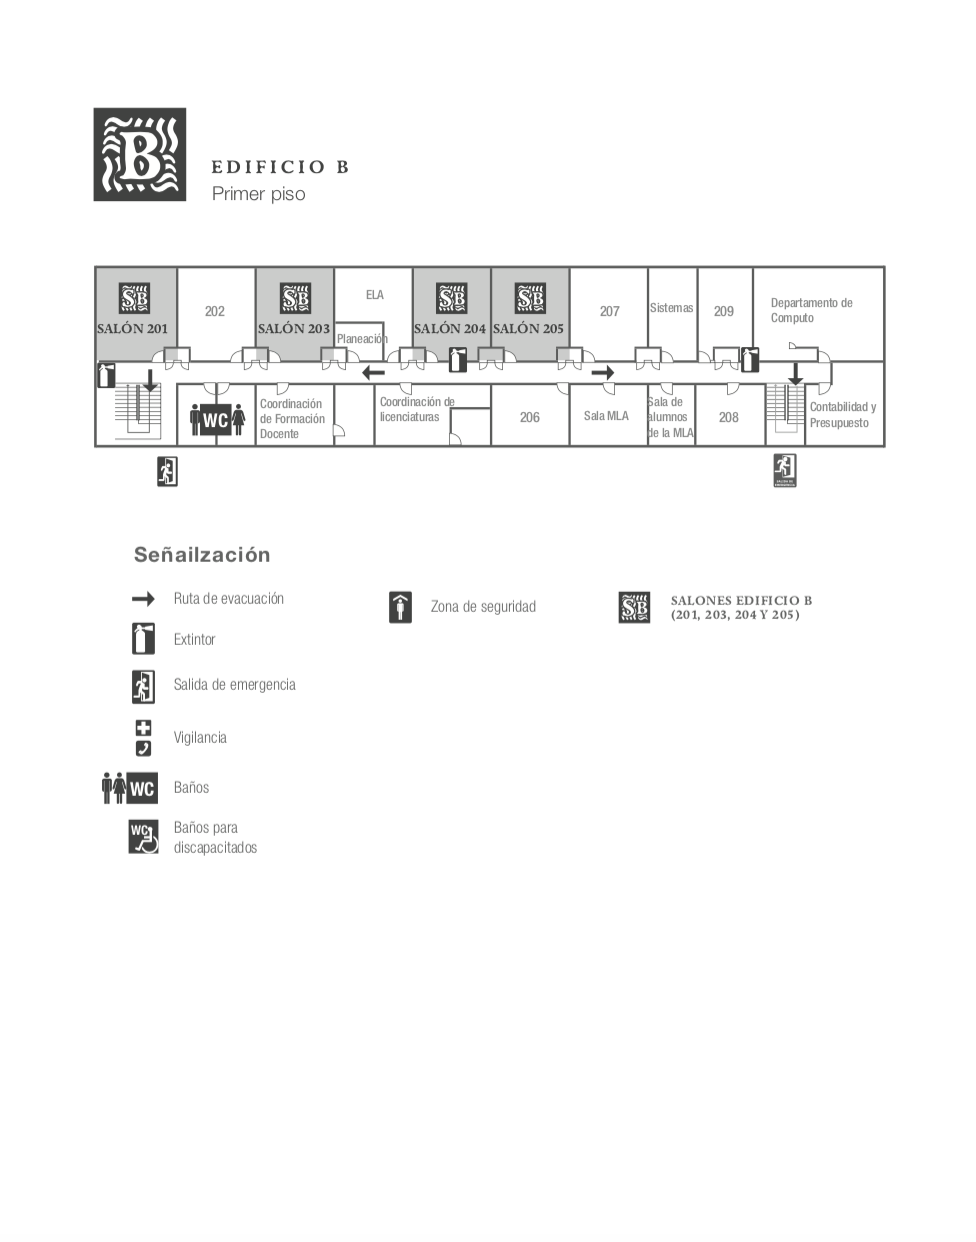 B
EDIFICIO B
Primer piso
SB
SALÓN 201
202
SB
SALÓN 203
ELA
Planeación
SB
SALÓN 204
SB
SALÓN 205
207
Sistemas
209
Departamento de
Computo
WC
Coordinación
de Formación
Docente
Coordinación de
licenciaturas
206
Sala MLA
Sala de
alumnos
de la MLA
208
Contabilidad y
Presupuesto
SALIDA DE
EMERGENCIA
Señailzación
Ruta de evacuación
Extintor
Salida de emergencia
Vigilancia
WC
Baños
WC
Baños para
discapacitados
Zona de seguridad
SB
SALONES EDIFICIO B
(201, 203, 204 Y 205)